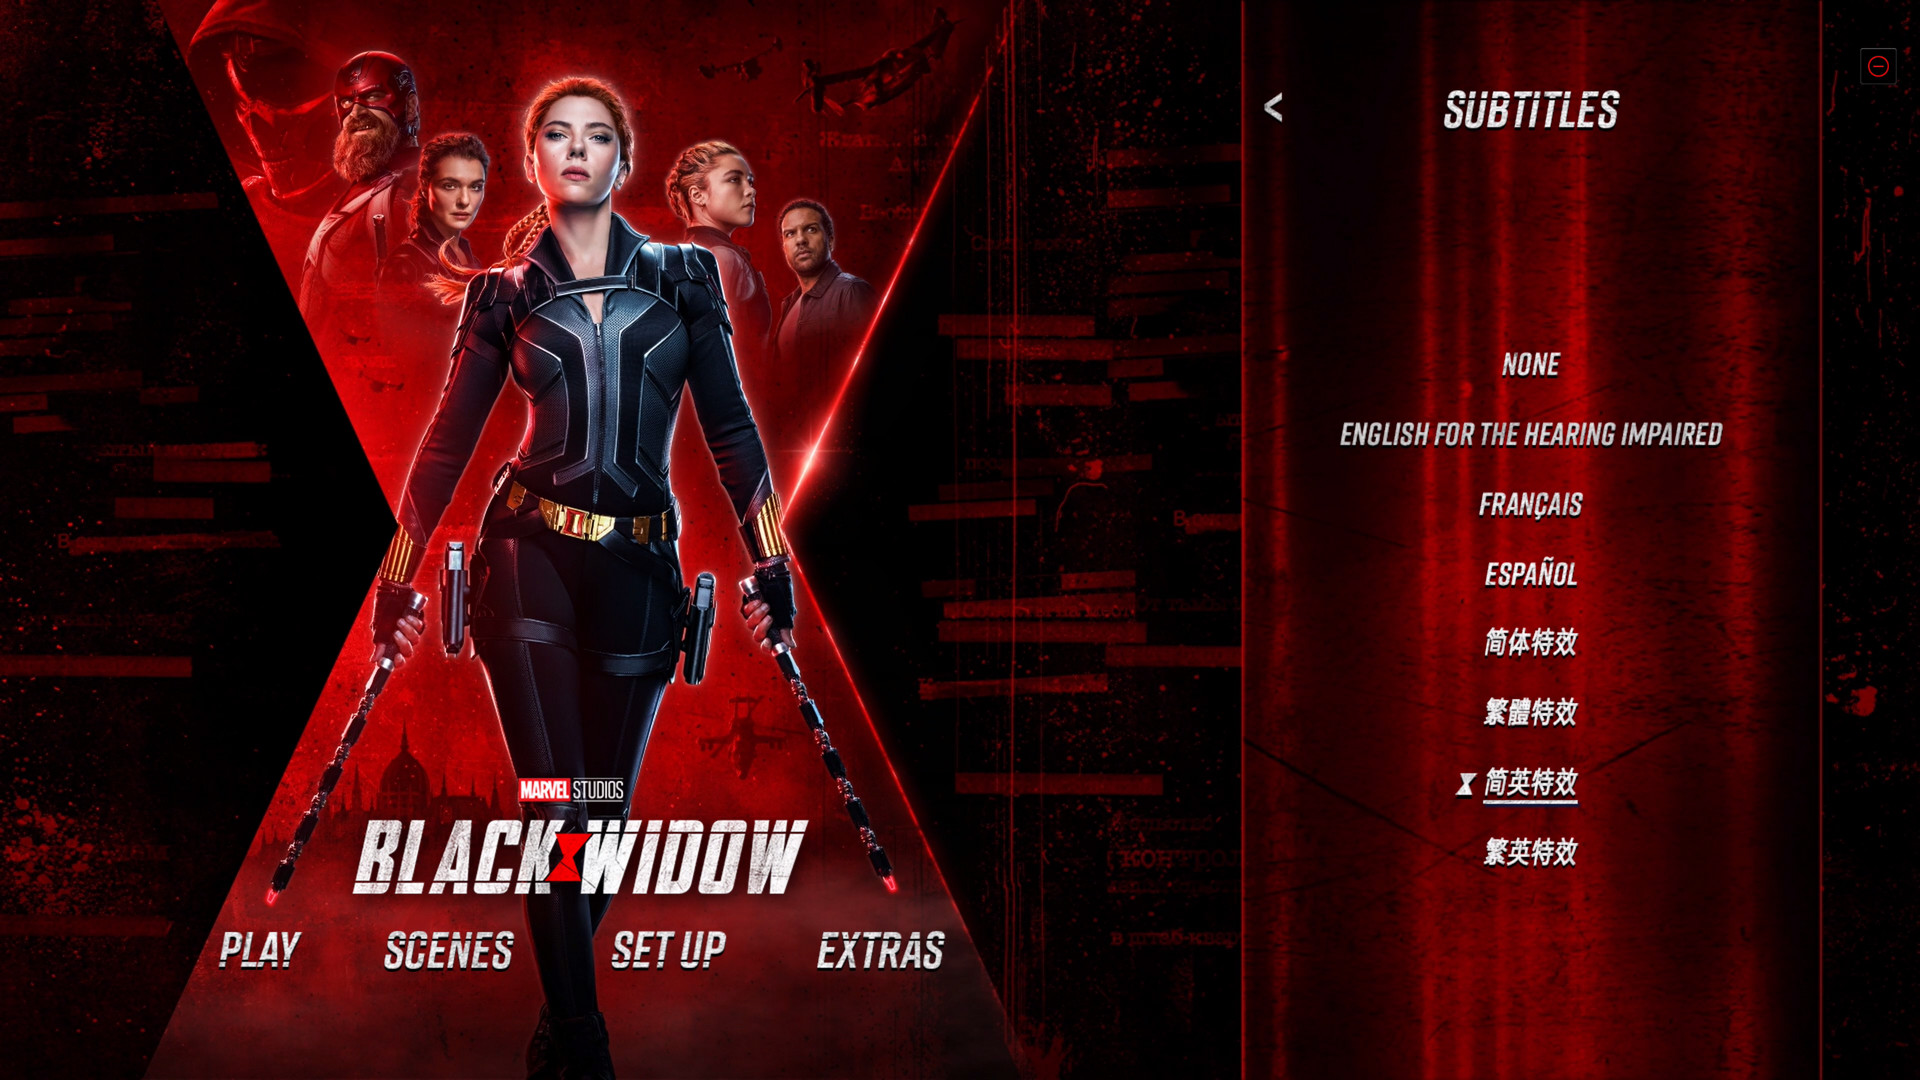 MARVEL STUDIOS
BLACK WIDOW
PLAY
SCENES
SET UP
EXTRAS
<
SUBTITLES
NONE
ENGLISH FOR THE HEARING IMPAIRED
FRANÇAIS
ESPAÑOL
简体特效
繁體特效
简英特效
繁英特效